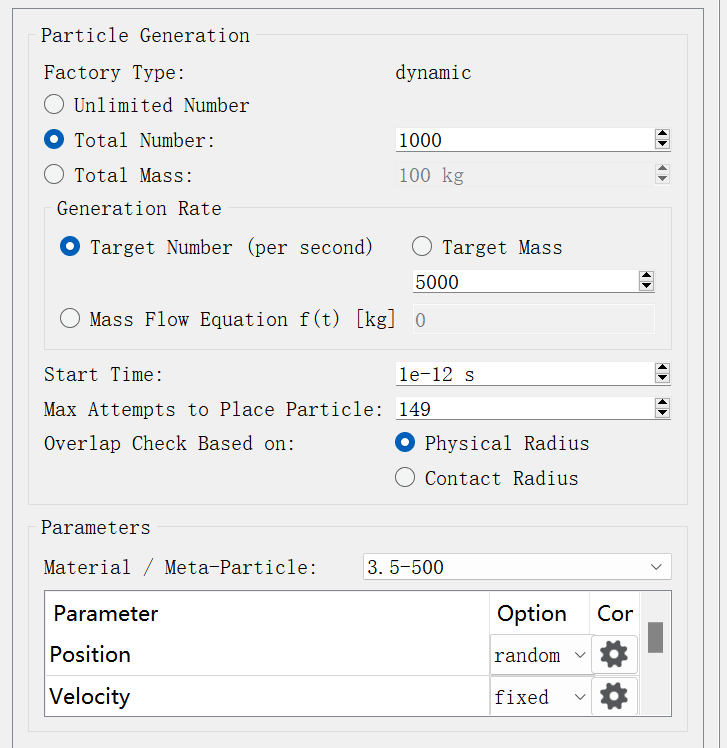 Particle Generation
Factory Type: dynamic
Unlimited Number
Total Number: 1000
Total Mass: 100 kg
Generation Rate
Target Number (per second) Target Mass
5000
Mass Flow Equation f(t) [kg] 0
Start Time: 1e-12 s
Max Attempts to Place Particle: 149
Overlap Check Based on: Physical Radius
Contact Radius
Parameters
Material / Meta-Particle: 3.5-500
Parameter Option Cor
Position random
Velocity fixed